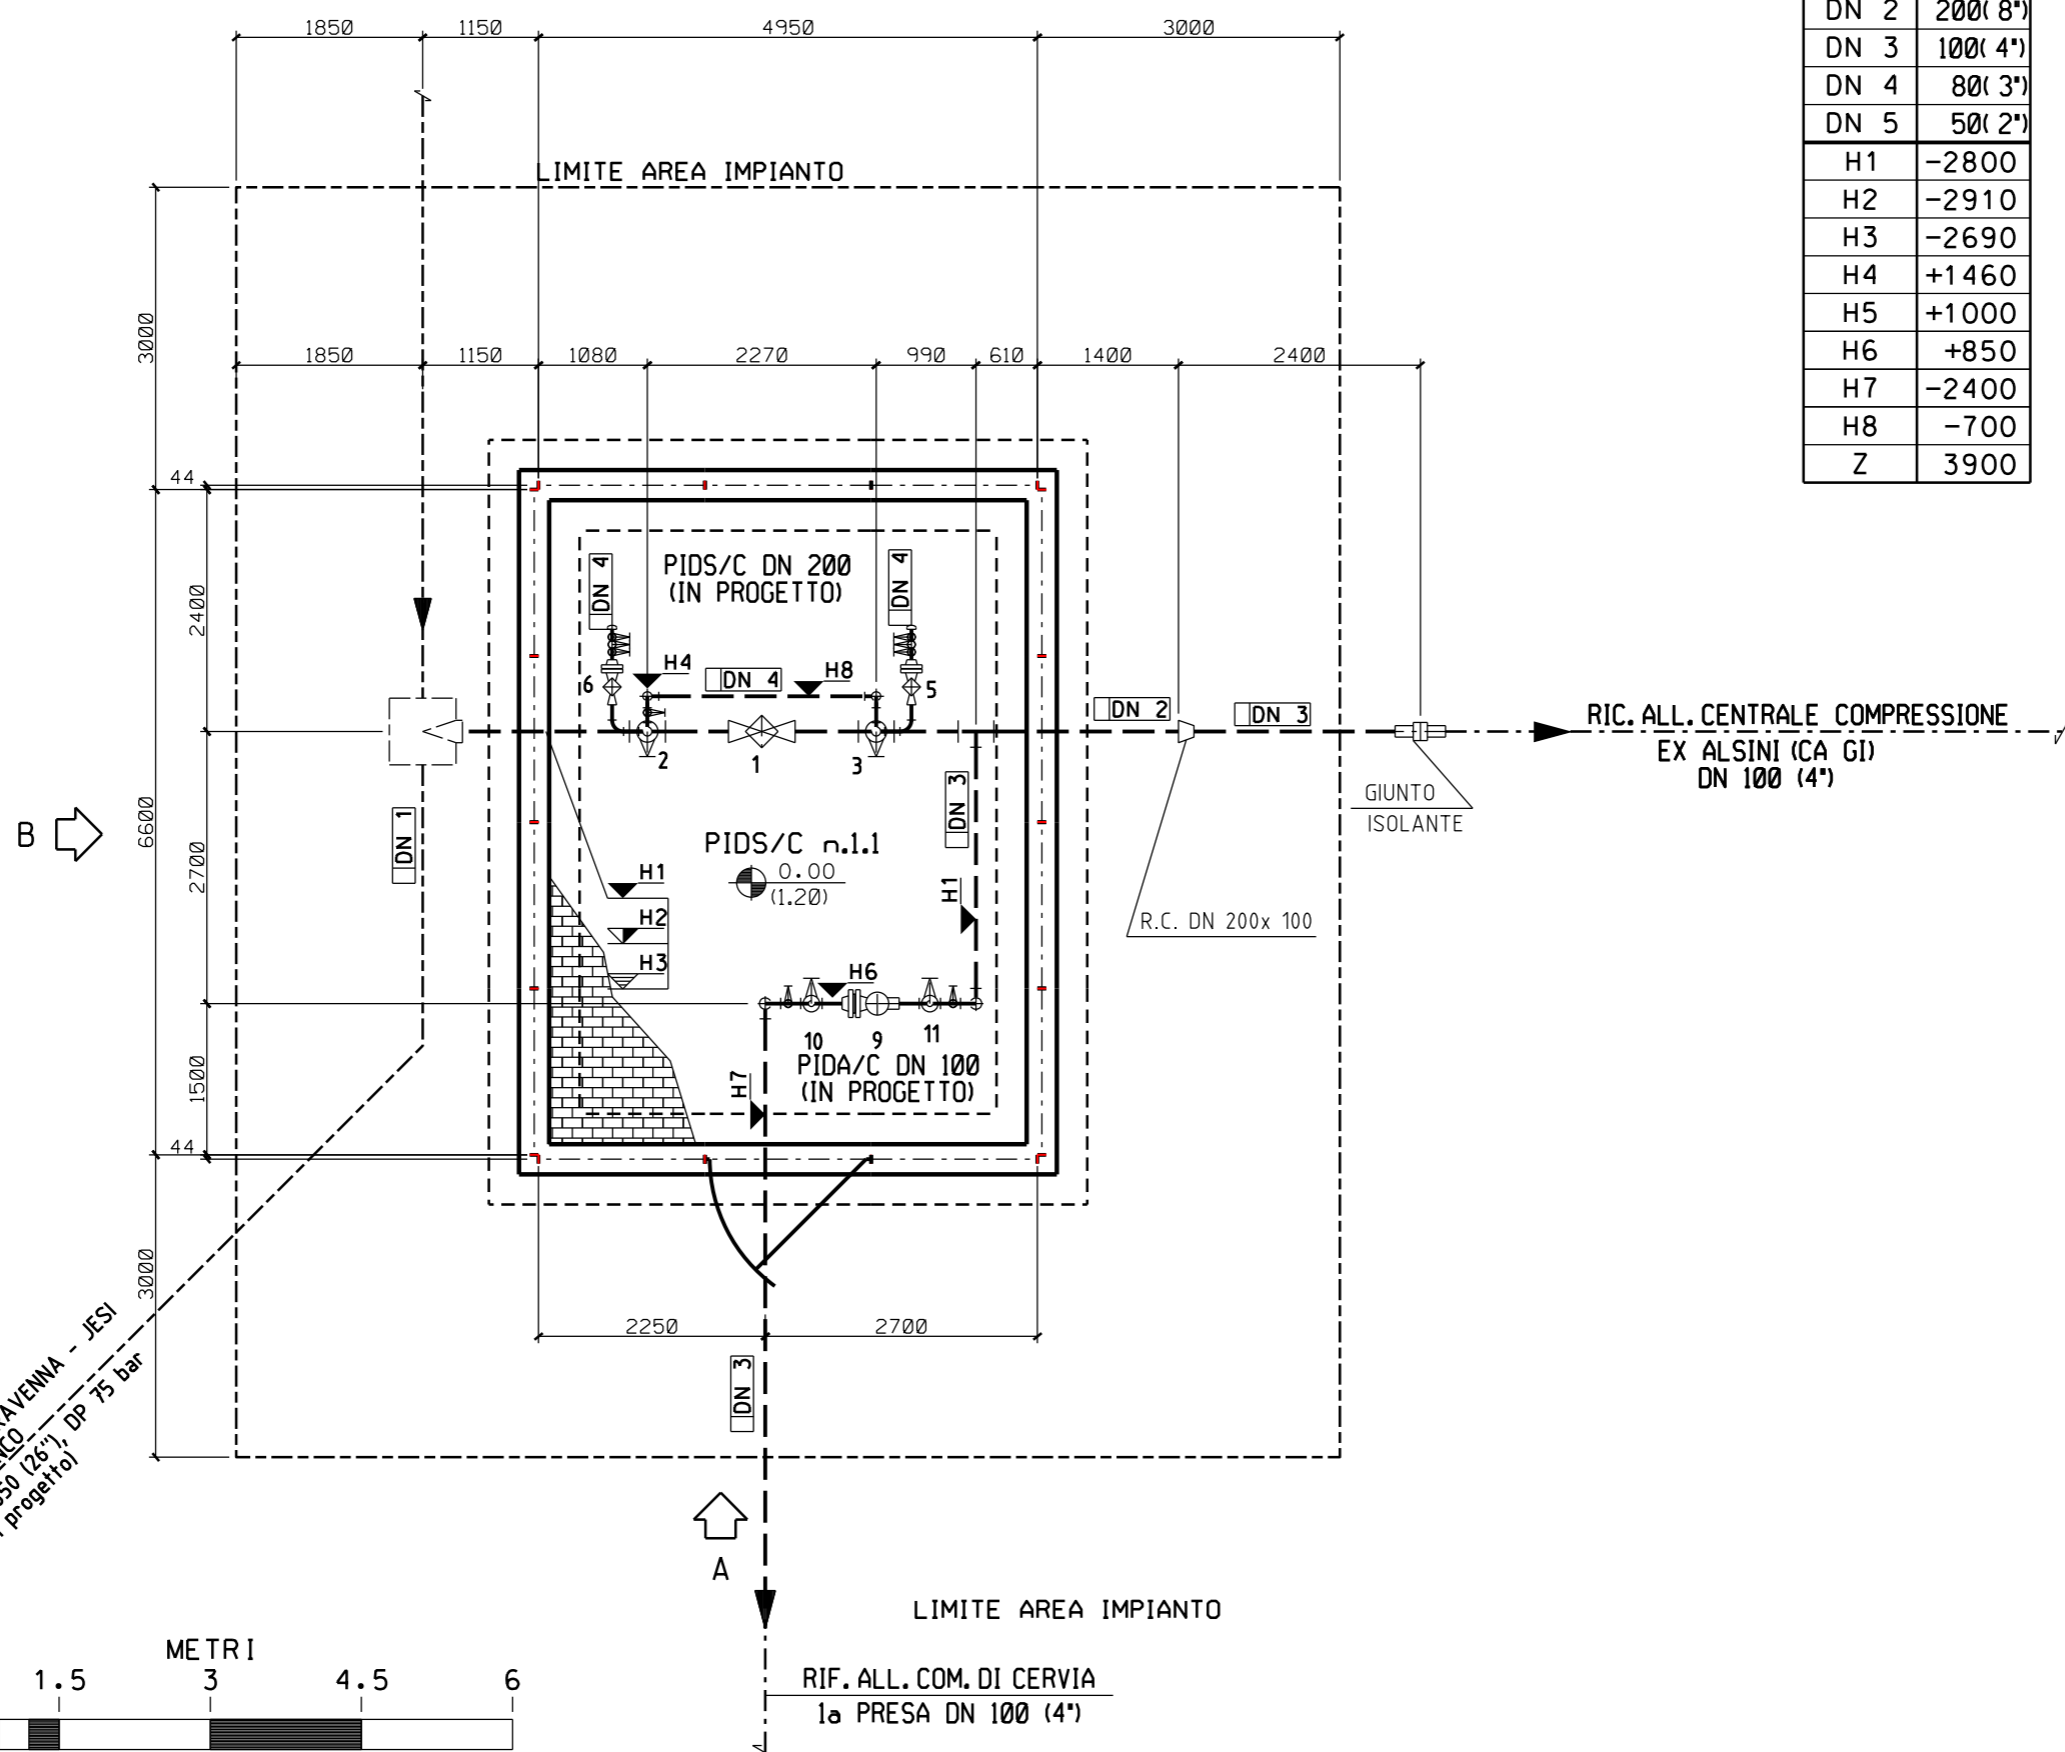 1850 1150 4950 3000
DN 2 200(8")
DN 3 100(4")
DN 4 80(3")
DN 5 50(2")
H1 -2800
H2 -2910
H3 -2690
H4 +1460
H5 +1000
H6 +850
H7 -2400
H8 -700
Z 3900
LIMITE AREA IMPIANTO
3000
1850 1150 1080 2270 990 610 1400 2400
44
2400
PIDS/C DN 200
(IN PROGETTO)
DN 4
DN 4
H4
DN 4
H8
6
5
2
1
3
DN 2
DN 3
RIC. ALL. CENTRALE COMPRESSIONE
EX ALSINI (CA GI)
DN 100 (4")
GIUNTO
ISOLANTE
B
6600
2700
DN 1
DN 3
PIDS/C n.1.1
0.00
(1.20)
H1
H2
H3
H1
R.C. DN 200x 100
H6
10
9
11
PIDA/C DN 100
(IN PROGETTO)
H7
1500
44
3000
2250 2700
DN 3
AVENNA - JESI
(26"), DP 75 bar
progetto)
A
LIMITE AREA IMPIANTO
METRI
1.5 3 4.5 6
RIF. ALL. COM. DI CERVIA
1a PRESA DN 100 (4")